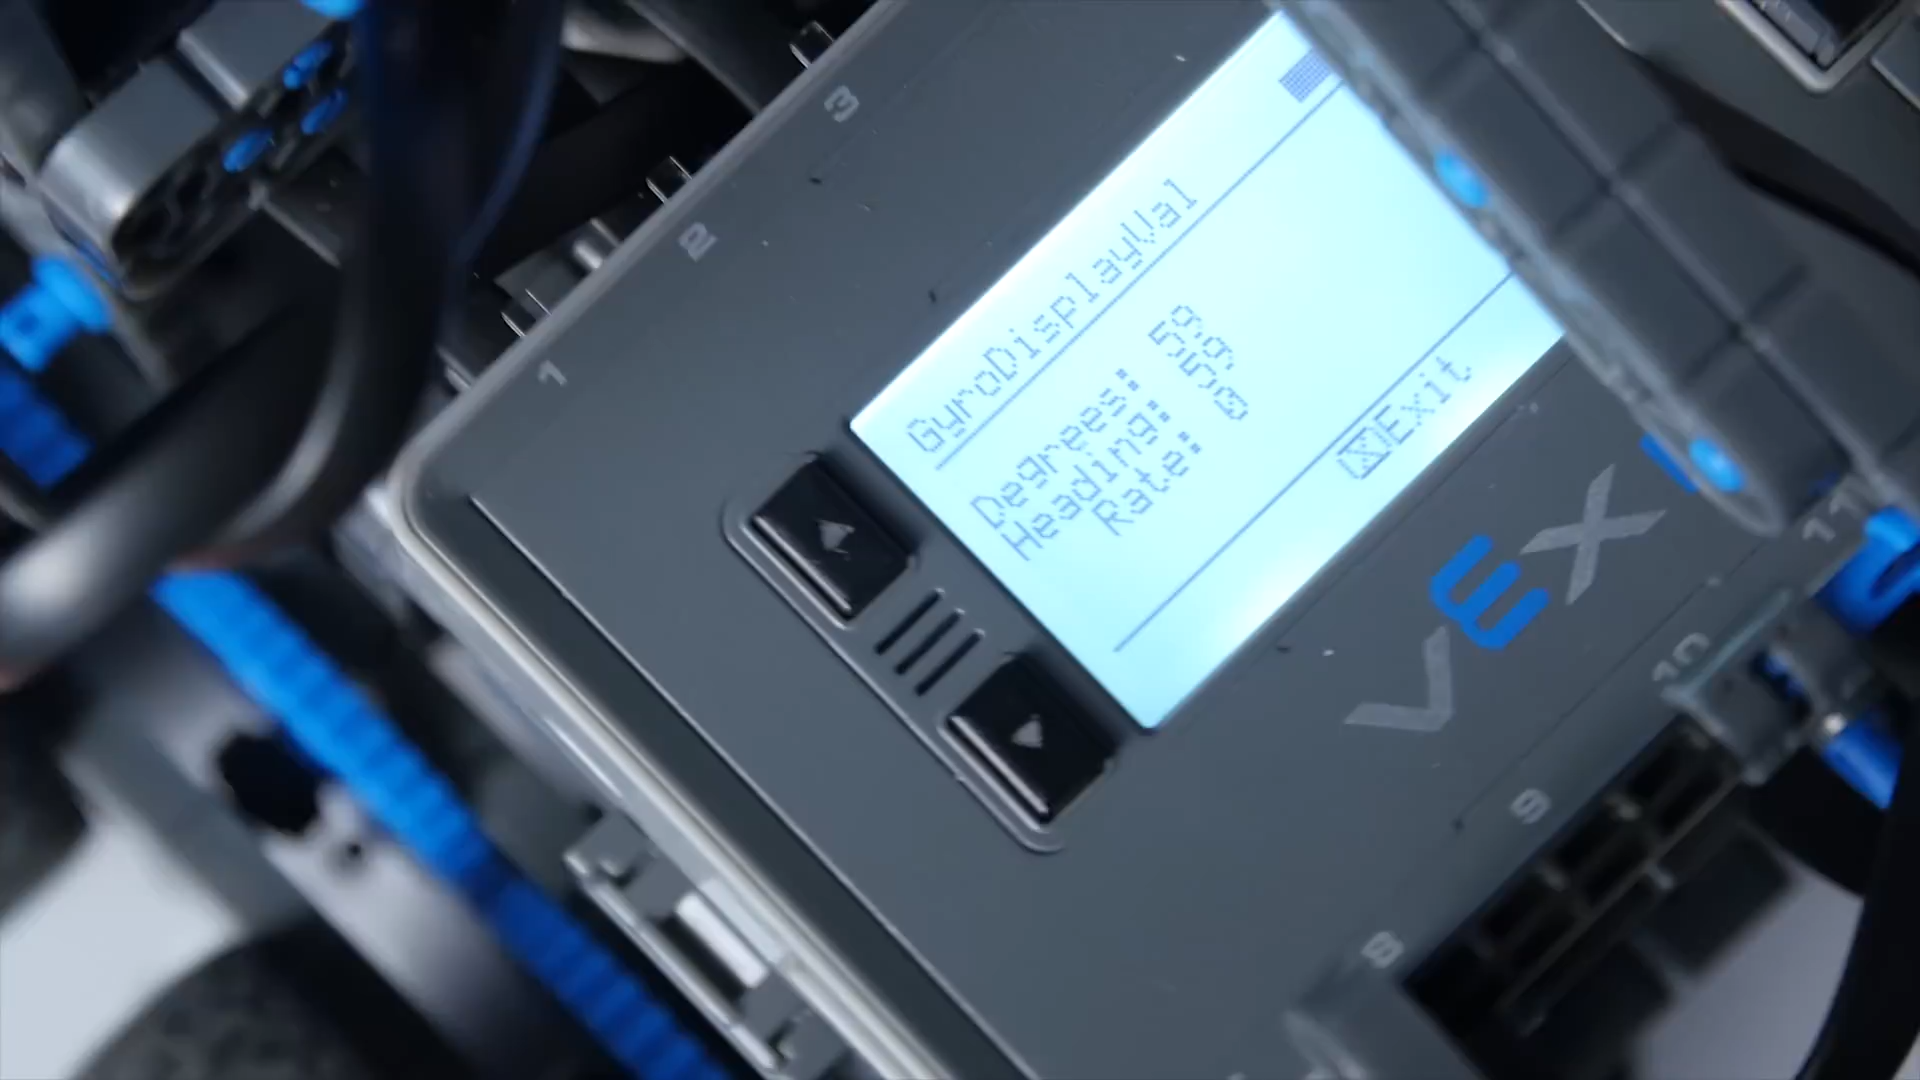 GyroDisplayVal
Degrees: 59
Heading: 59
Rate: 0
Exit
VEX
1
2
3
8
9
10
11